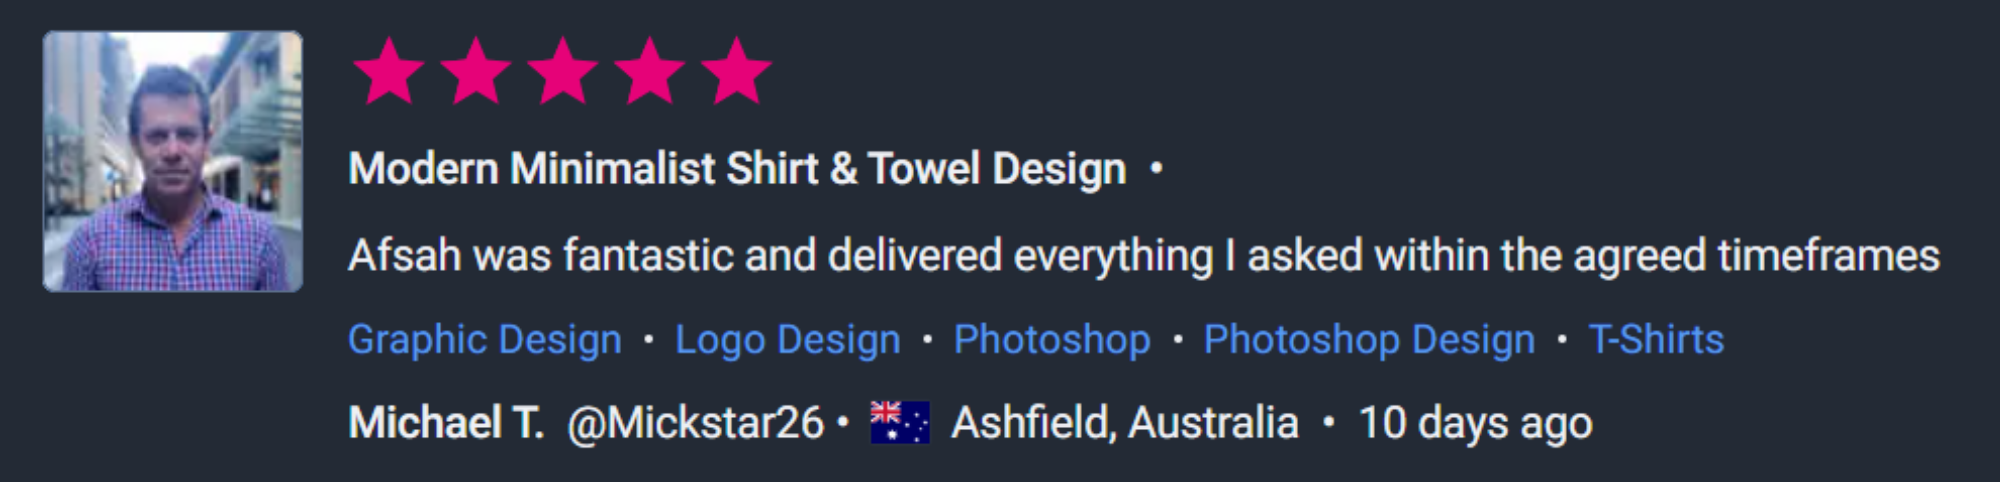 Modern Minimalist Shirt & Towel Design •
Afsah was fantastic and delivered everything I asked within the agreed timeframes
Graphic Design • Logo Design • Photoshop • Photoshop Design • T-Shirts
Michael T. @Mickstar26 • Ashfield, Australia • 10 days ago